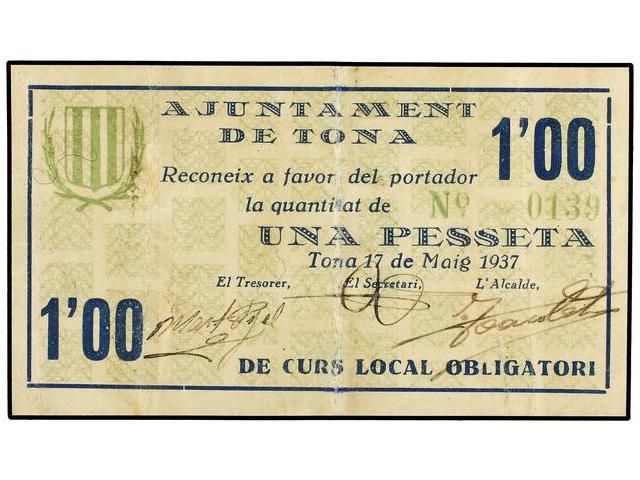 AJUNTAMENT
DE TONA
1'00
Reconeix a favor del portador
la quantitat de
Nº 0139
UNA PESSETA
Tona 17 de Maig 1937
El Tresorer, El Secretari, L'Alcalde,
1'00
DE CURS LOCAL OBLIGATORI